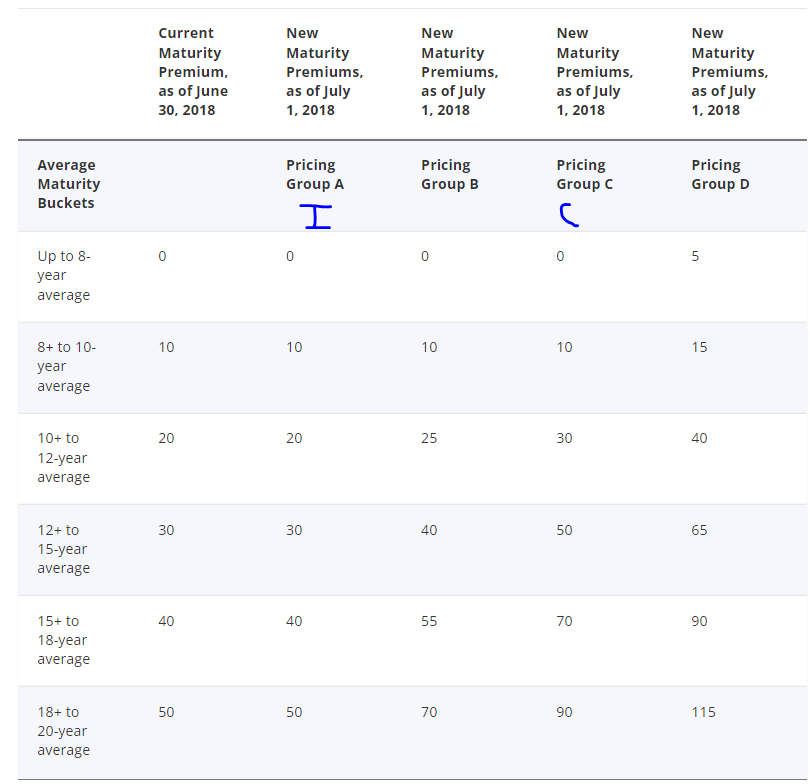 Current
Maturity
Premium,
as of June
30, 2018
New
Maturity
Premiums,
as of July
1, 2018
New
Maturity
Premiums,
as of July
1, 2018
New
Maturity
Premiums,
as of July
1, 2018
New
Maturity
Premiums,
as of July
1, 2018
Average
Maturity
Buckets
Pricing
Group A
Pricing
Group B
Pricing
Group C
Pricing
Group D
I
Up to 8-
year
average
0
0
0
0
5
8+ to 10-
year
average
10
10
10
10
15
10+ to
12-year
average
20
20
25
30
40
12+ to
15-year
average
30
30
40
50
65
15+ to
18-year
average
40
40
55
70
90
18+ to
20-year
average
50
50
70
90
115